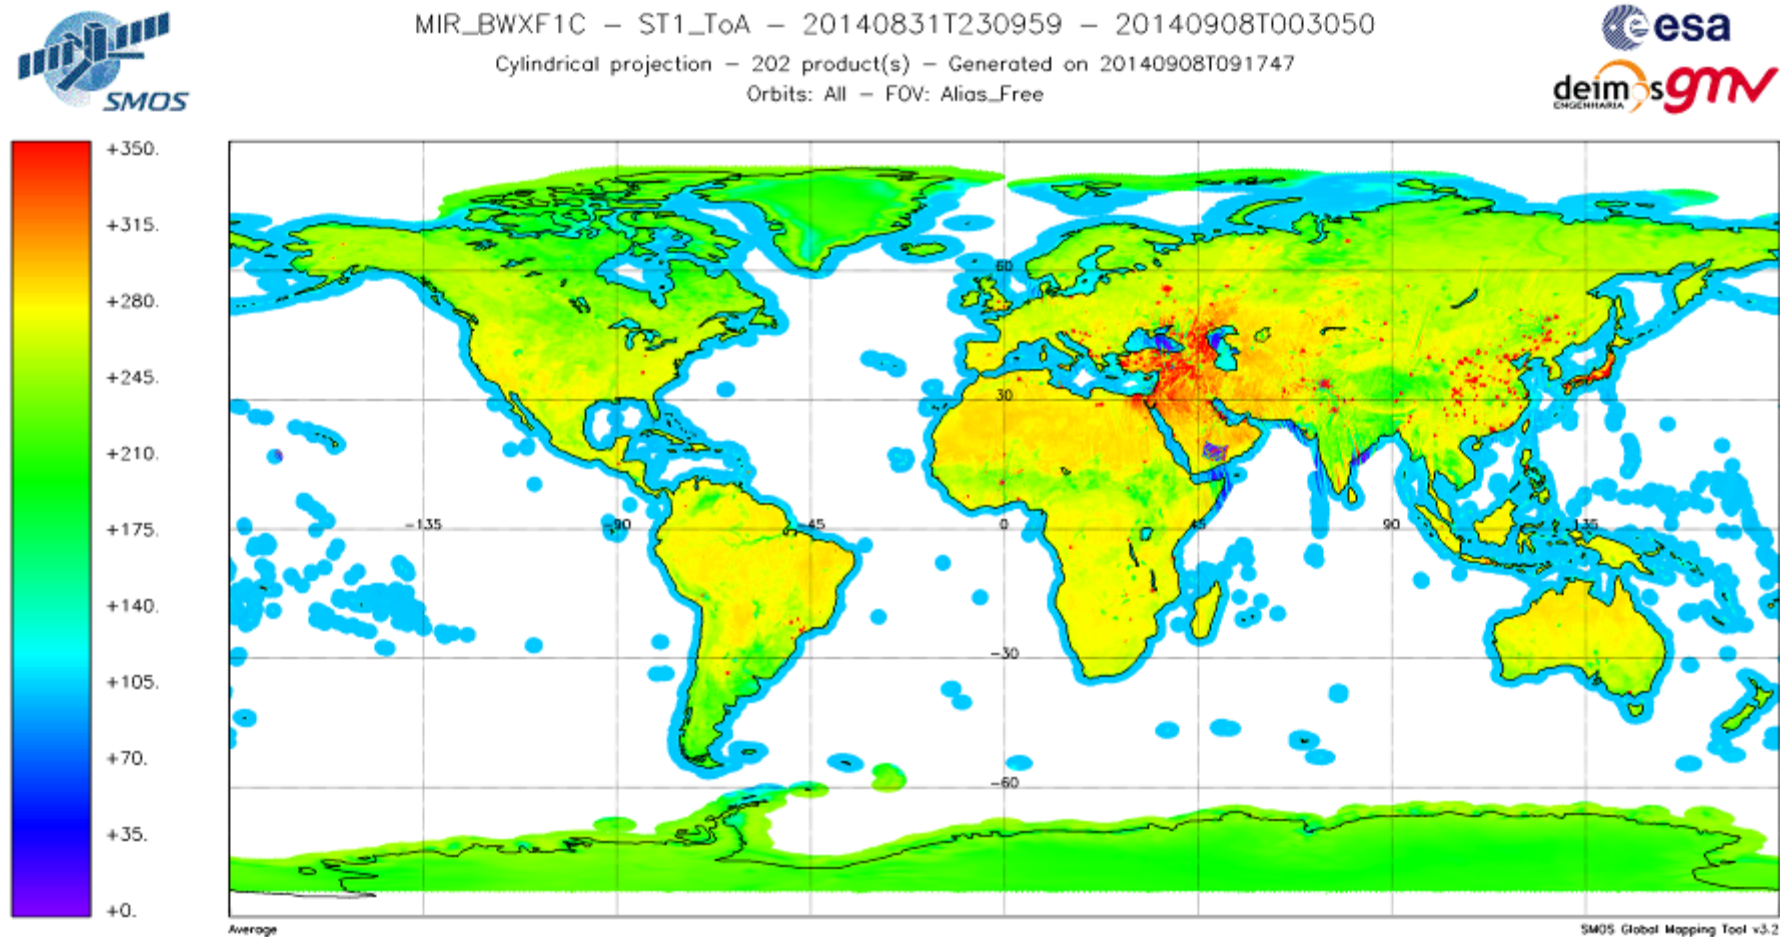 MIR_BWXF1C – ST1_ToA – 20140831T230959 – 20140908T003050
Cylindrical projection – 202 product(s) – Generated on 20140908T091747
Orbits: All – FOV: Alias_Free
SMOS
esa
deimos
ENGENHARIA
gmv
+350.
+315.
+280.
+245.
+210.
+175.
+140.
+105.
+70.
+35.
+0.
60
30
-135
-90
-45
0
45
90
135
-30
-60
Average
SMOS Global Mapping Tool v3.2